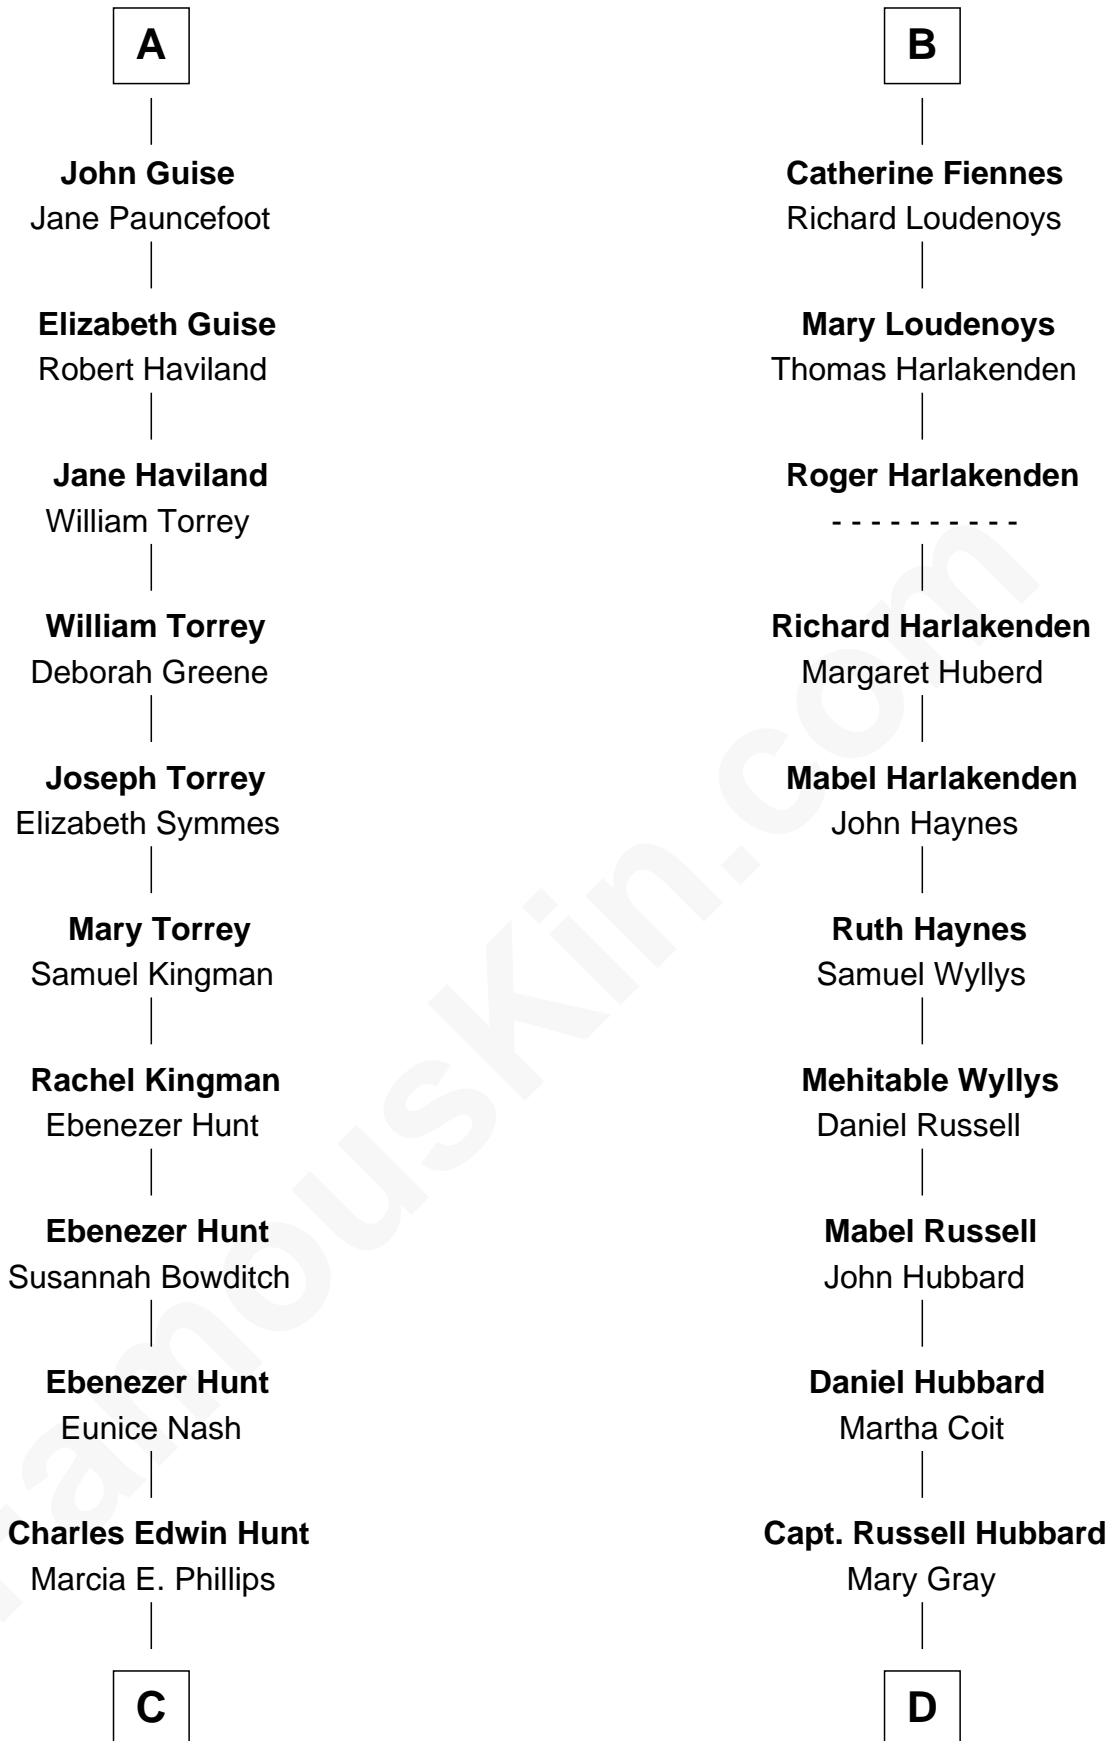 A
John Guise
Jane Pauncefoot
Elizabeth Guise
Robert Haviland
Jane Haviland
William Torrey
William Torrey
Deborah Greene
Joseph Torrey
Elizabeth Symmes
Mary Torrey
Samuel Kingman
Rachel Kingman
Ebenezer Hunt
Ebenezer Hunt
Susannah Bowditch
Ebenezer Hunt
Eunice Nash
Charles Edwin Hunt
Marcia E. Phillips
C
B
Catherine Fiennes
Richard Loudenoys
Mary Loudenoys
Thomas Harlakenden
Roger Harlakenden
- - - - - - - - - -
Richard Harlakenden
Margaret Huberd
Mabel Harlakenden
John Haynes
Ruth Haynes
Samuel Wyllys
Mehitable Wyllys
Daniel Russell
Mabel Russell
John Hubbard
Daniel Hubbard
Martha Coit
Capt. Russell Hubbard
Mary Gray
D
FamousKin.com